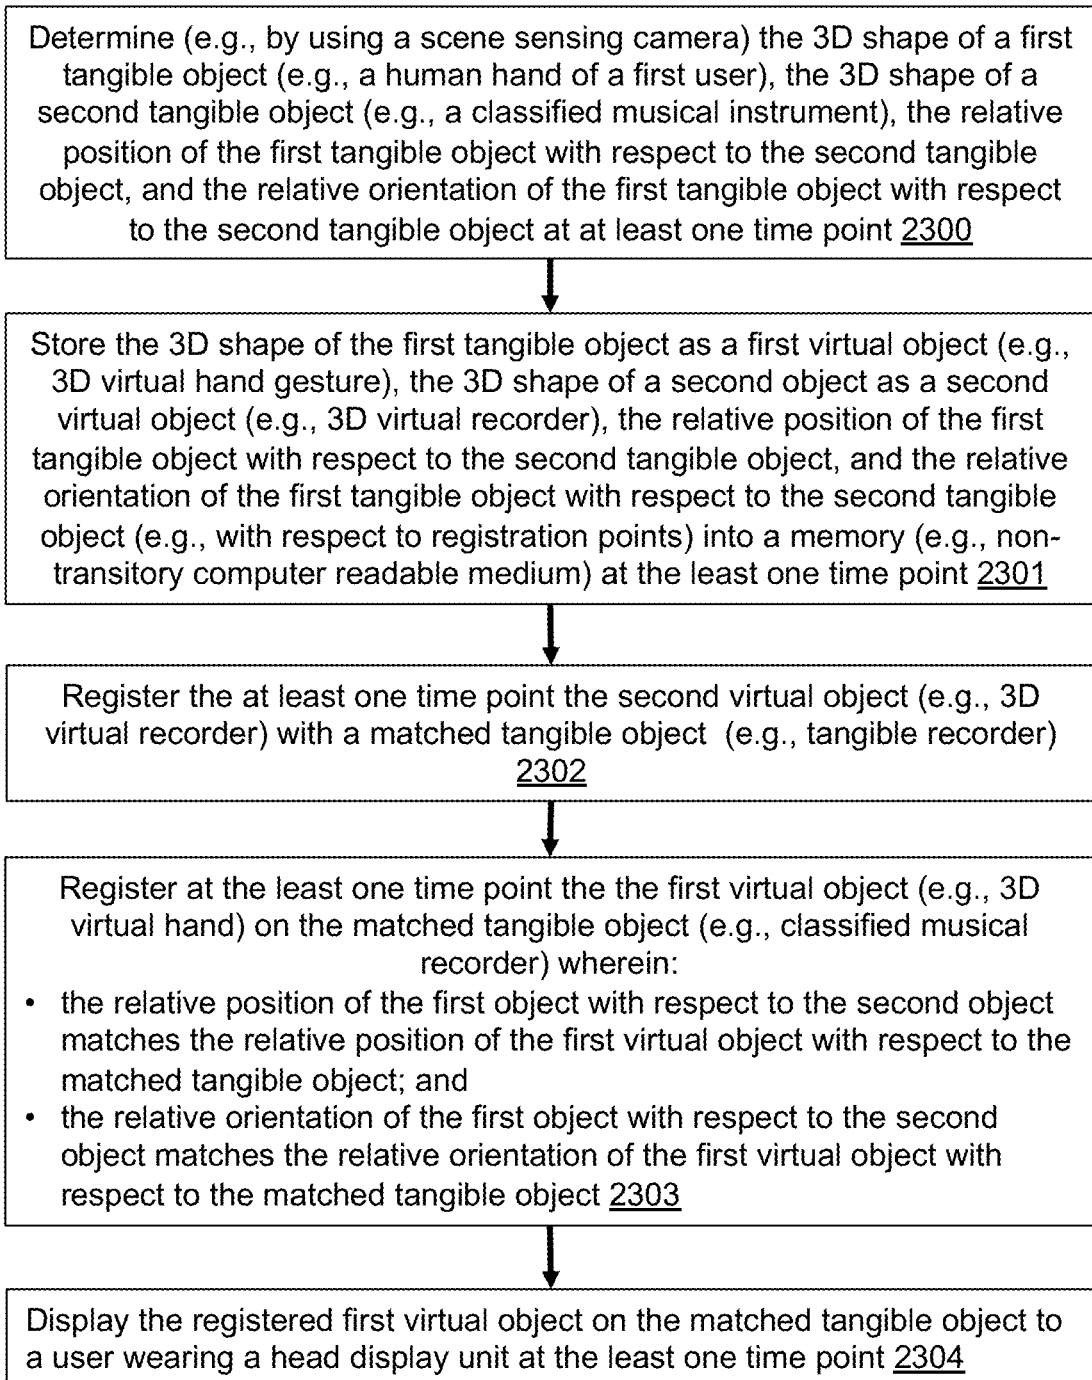 Determine (e.g., by using a scene sensing camera) the 3D shape of a first
tangible object (e.g., a human hand of a first user), the 3D shape of a
second tangible object (e.g., a classified musical instrument), the relative
position of the first tangible object with respect to the second tangible
object, and the relative orientation of the first tangible object with respect
to the second tangible object at at least one time point 2300
Store the 3D shape of the first tangible object as a first virtual object (e.g.,
3D virtual hand gesture), the 3D shape of a second object as a second
virtual object (e.g., 3D virtual recorder), the relative position of the first
tangible object with respect to the second tangible object, and the relative
orientation of the first tangible object with respect to the second tangible
object (e.g., with respect to registration points) into a memory (e.g., non-
transitory computer readable medium) at the least one time point 2301
Register the at least one time point the second virtual object (e.g., 3D
virtual recorder) with a matched tangible object (e.g., tangible recorder)
2302
Register at the least one time point the the first virtual object (e.g., 3D
virtual hand) on the matched tangible object (e.g., classified musical
recorder) wherein:
• the relative position of the first object with respect to the second object
matches the relative position of the first virtual object with respect to the
matched tangible object; and
• the relative orientation of the first object with respect to the second
object matches the relative orientation of the first virtual object with
respect to the matched tangible object 2303
Display the registered first virtual object on the matched tangible object to
a user wearing a head display unit at the least one time point 2304